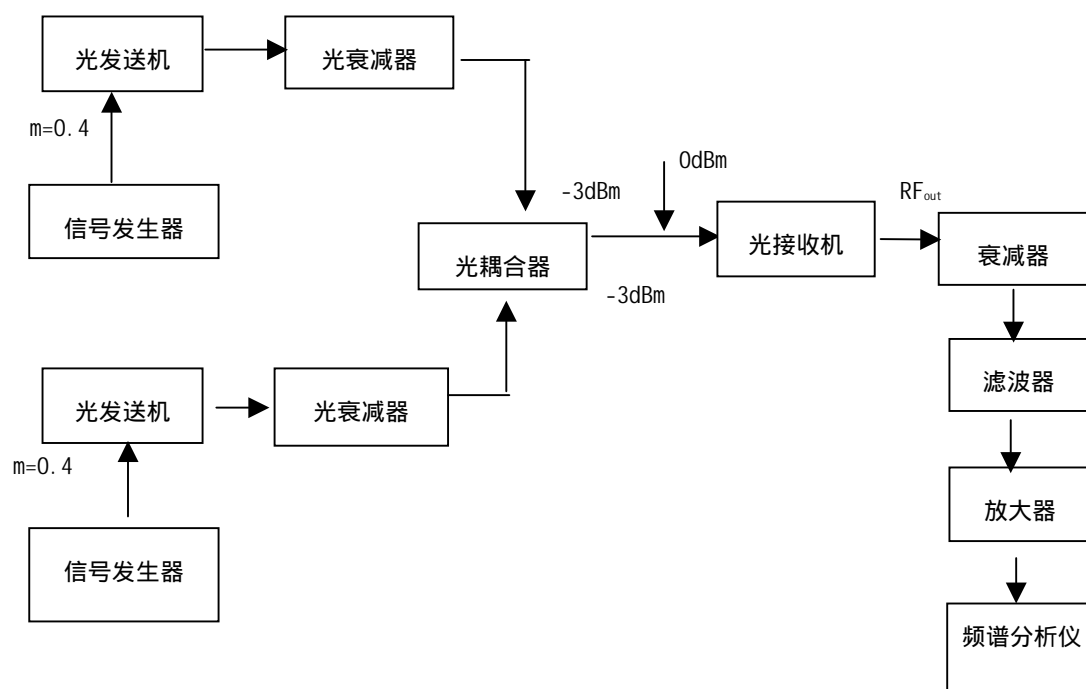 光发送机
光衰减器
m=0.4
信号发生器
-3dBm
0dBm
RFout
光耦合器
光接收机
衰减器
-3dBm
滤波器
光发送机
光衰减器
m=0.4
放大器
信号发生器
频谱分析仪